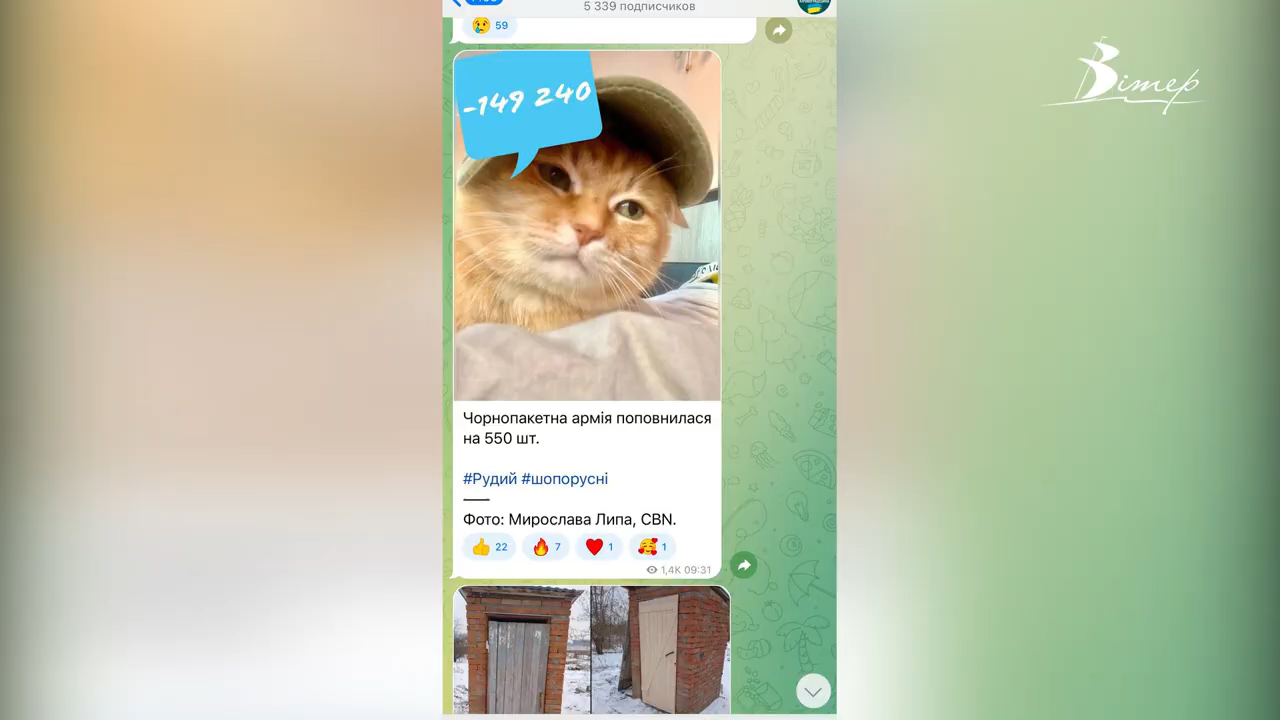 5 339 подписчиков
59
Вітер
-149 240
Чорнопакетна армія поповнилася
на 550 шт.
#Рудий #шопорусні
Фото: Мирослава Липа, CBN.
22 7 1 1
1,4K 09:31